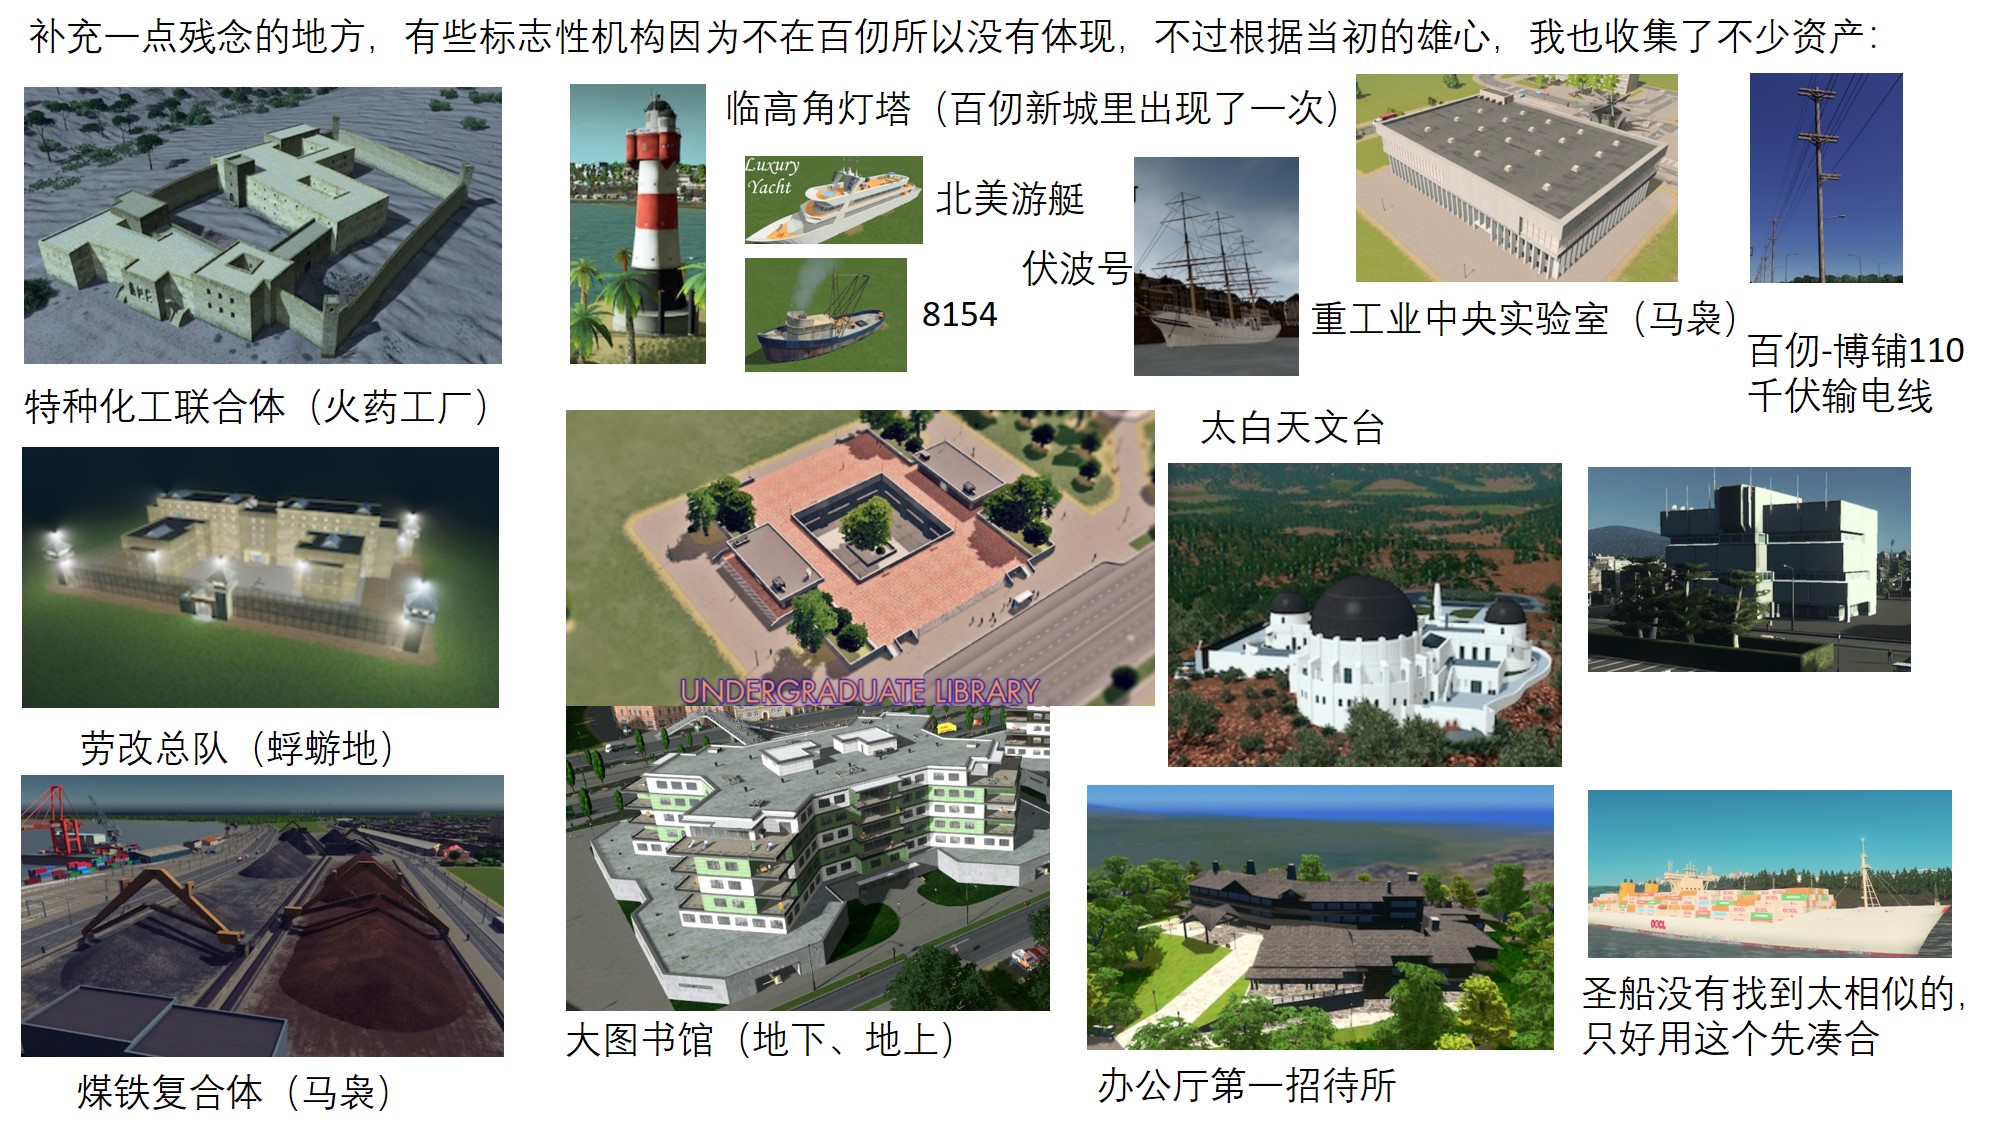 补充一点残念的地方，有些标志性机构因为不在百仞所以没有体现，不过根据当初的雄心，我也收集了不少资产：
临高角灯塔（百仞新城里出现了一次）
Luxury
Yacht
北美游艇
伏波号
8154
重工业中央实验室（马袅）
百仞-博铺110
千伏输电线
特种化工联合体（火药工厂）
太白天文台
UNDERGRADUATE LIBRARY
劳改总队（蜉蝣地）
大图书馆（地下、地上）
OOCL
圣船没有找到太相似的，
只好用这个先凑合
煤铁复合体（马袅）
办公厅第一招待所